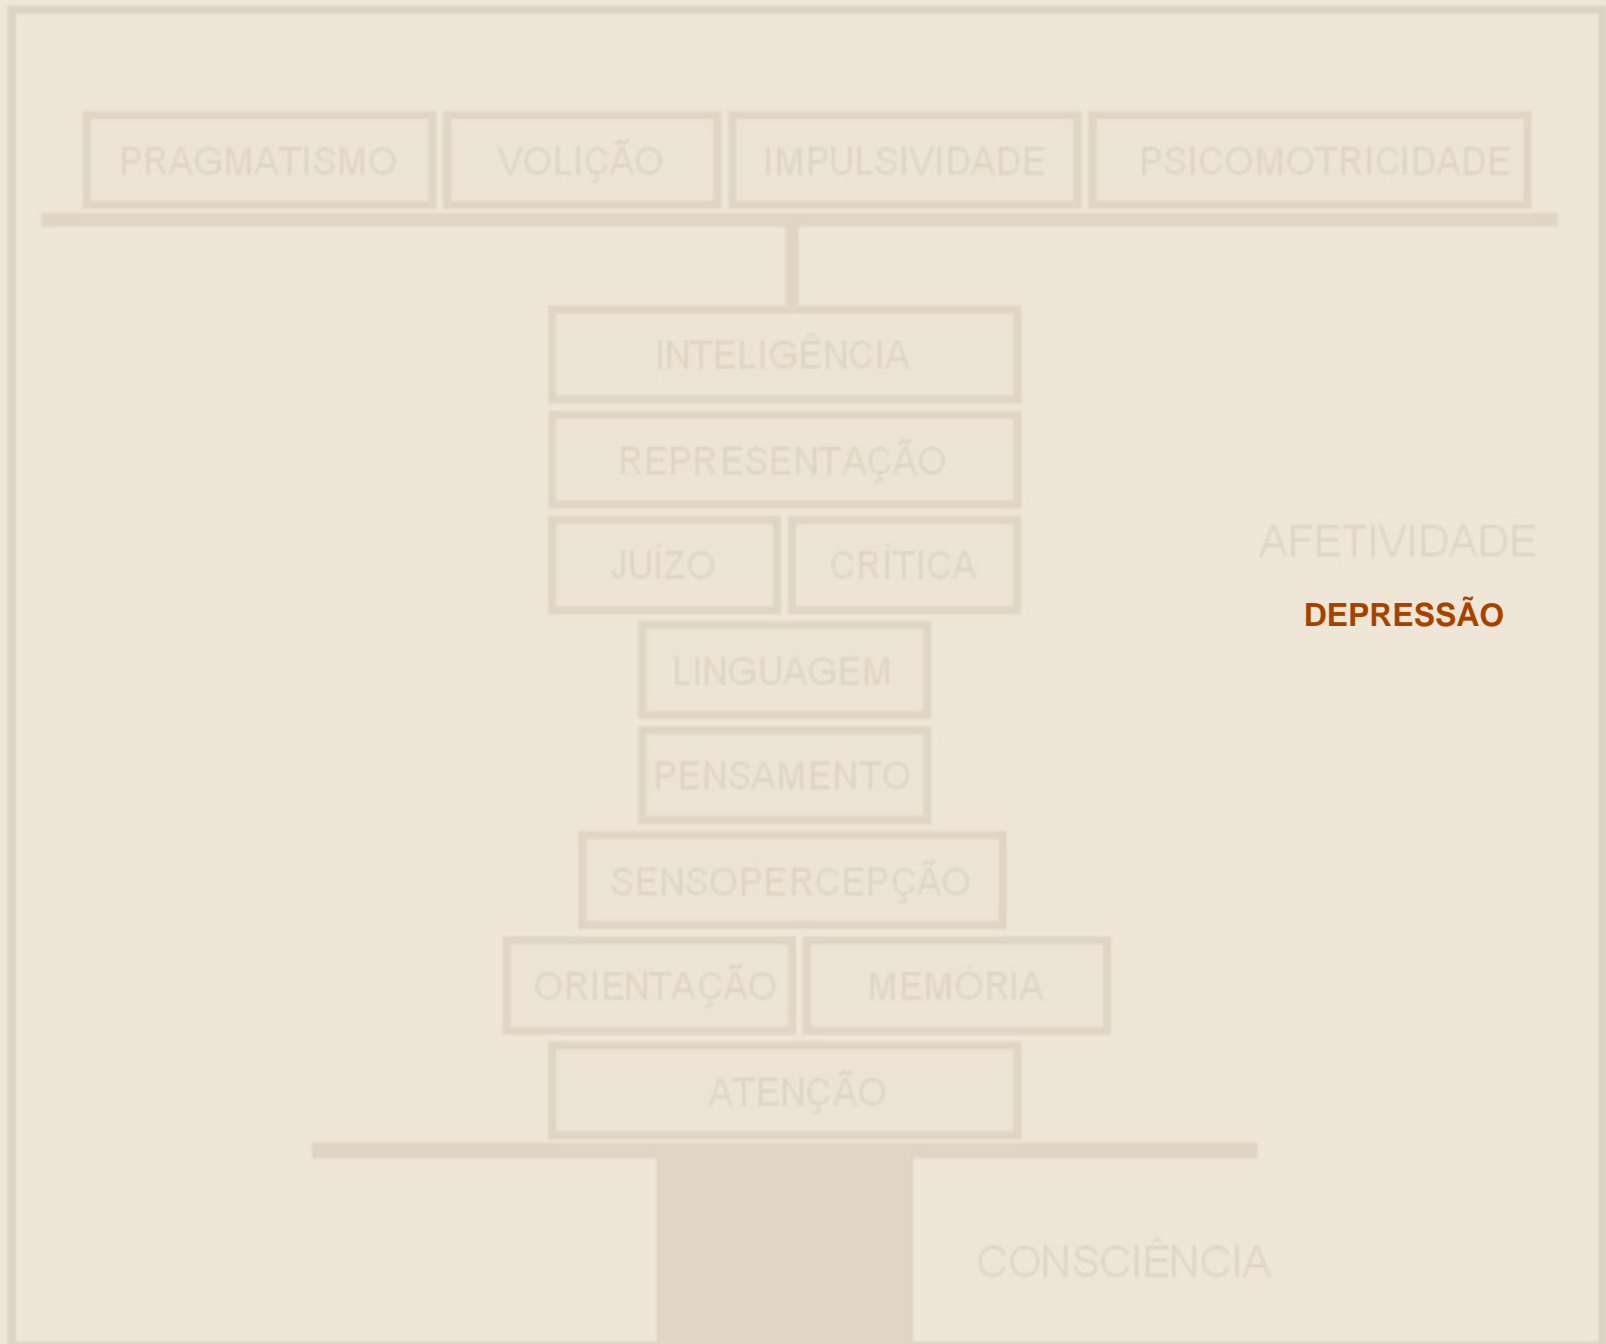 PRAGMATISMO VOLIÇÃO IMPULSIVIDADE PSICOMOTRICIDADE
INTELIGÊNCIA
REPRESENTAÇÃO
JUÍZO CRÍTICA
AFETIVIDADE
DEPRESSÃO
LINGUAGEM
PENSAMENTO
SENSOPERCEPÇÃO
ORIENTAÇÃO MEMÓRIA
ATENÇÃO
CONSCIÊNCIA